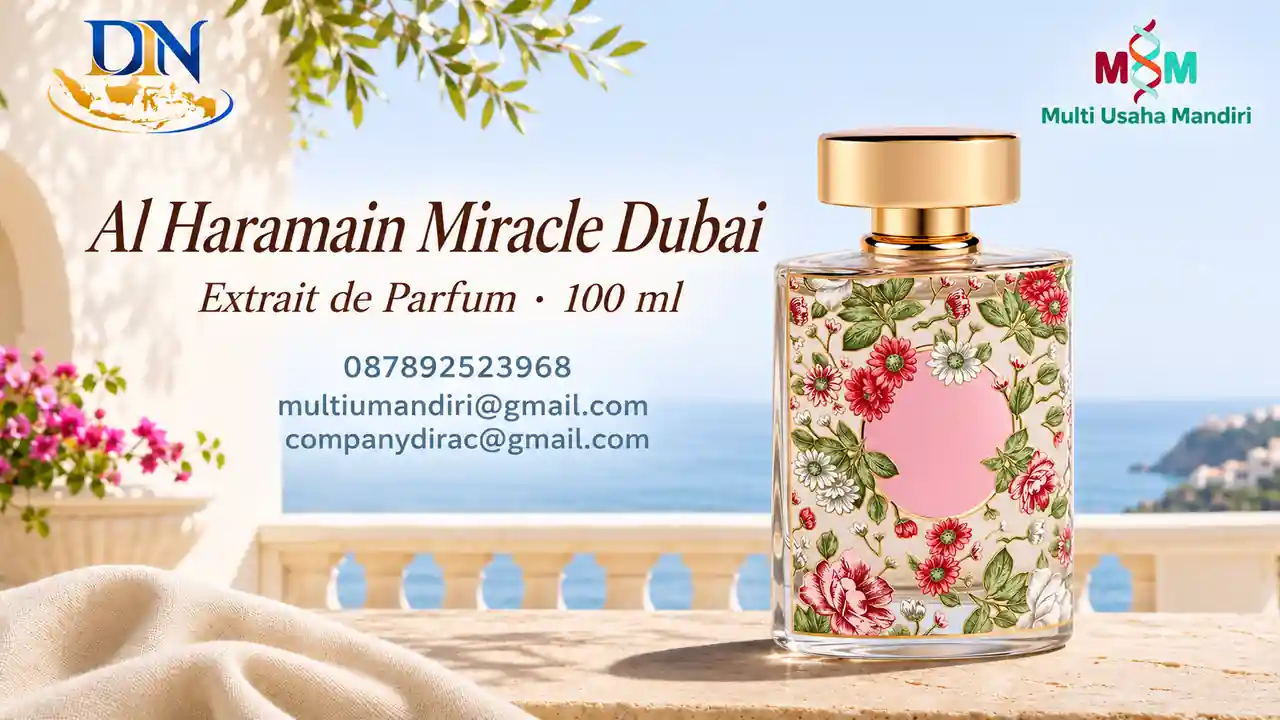 DIN
MSM
Multi Usaha Mandiri
Al Haramain Miracle Dubai
Extrait de Parfum • 100 ml
087892523968
multiumandiri@gmail.com
companydirac@gmail.com